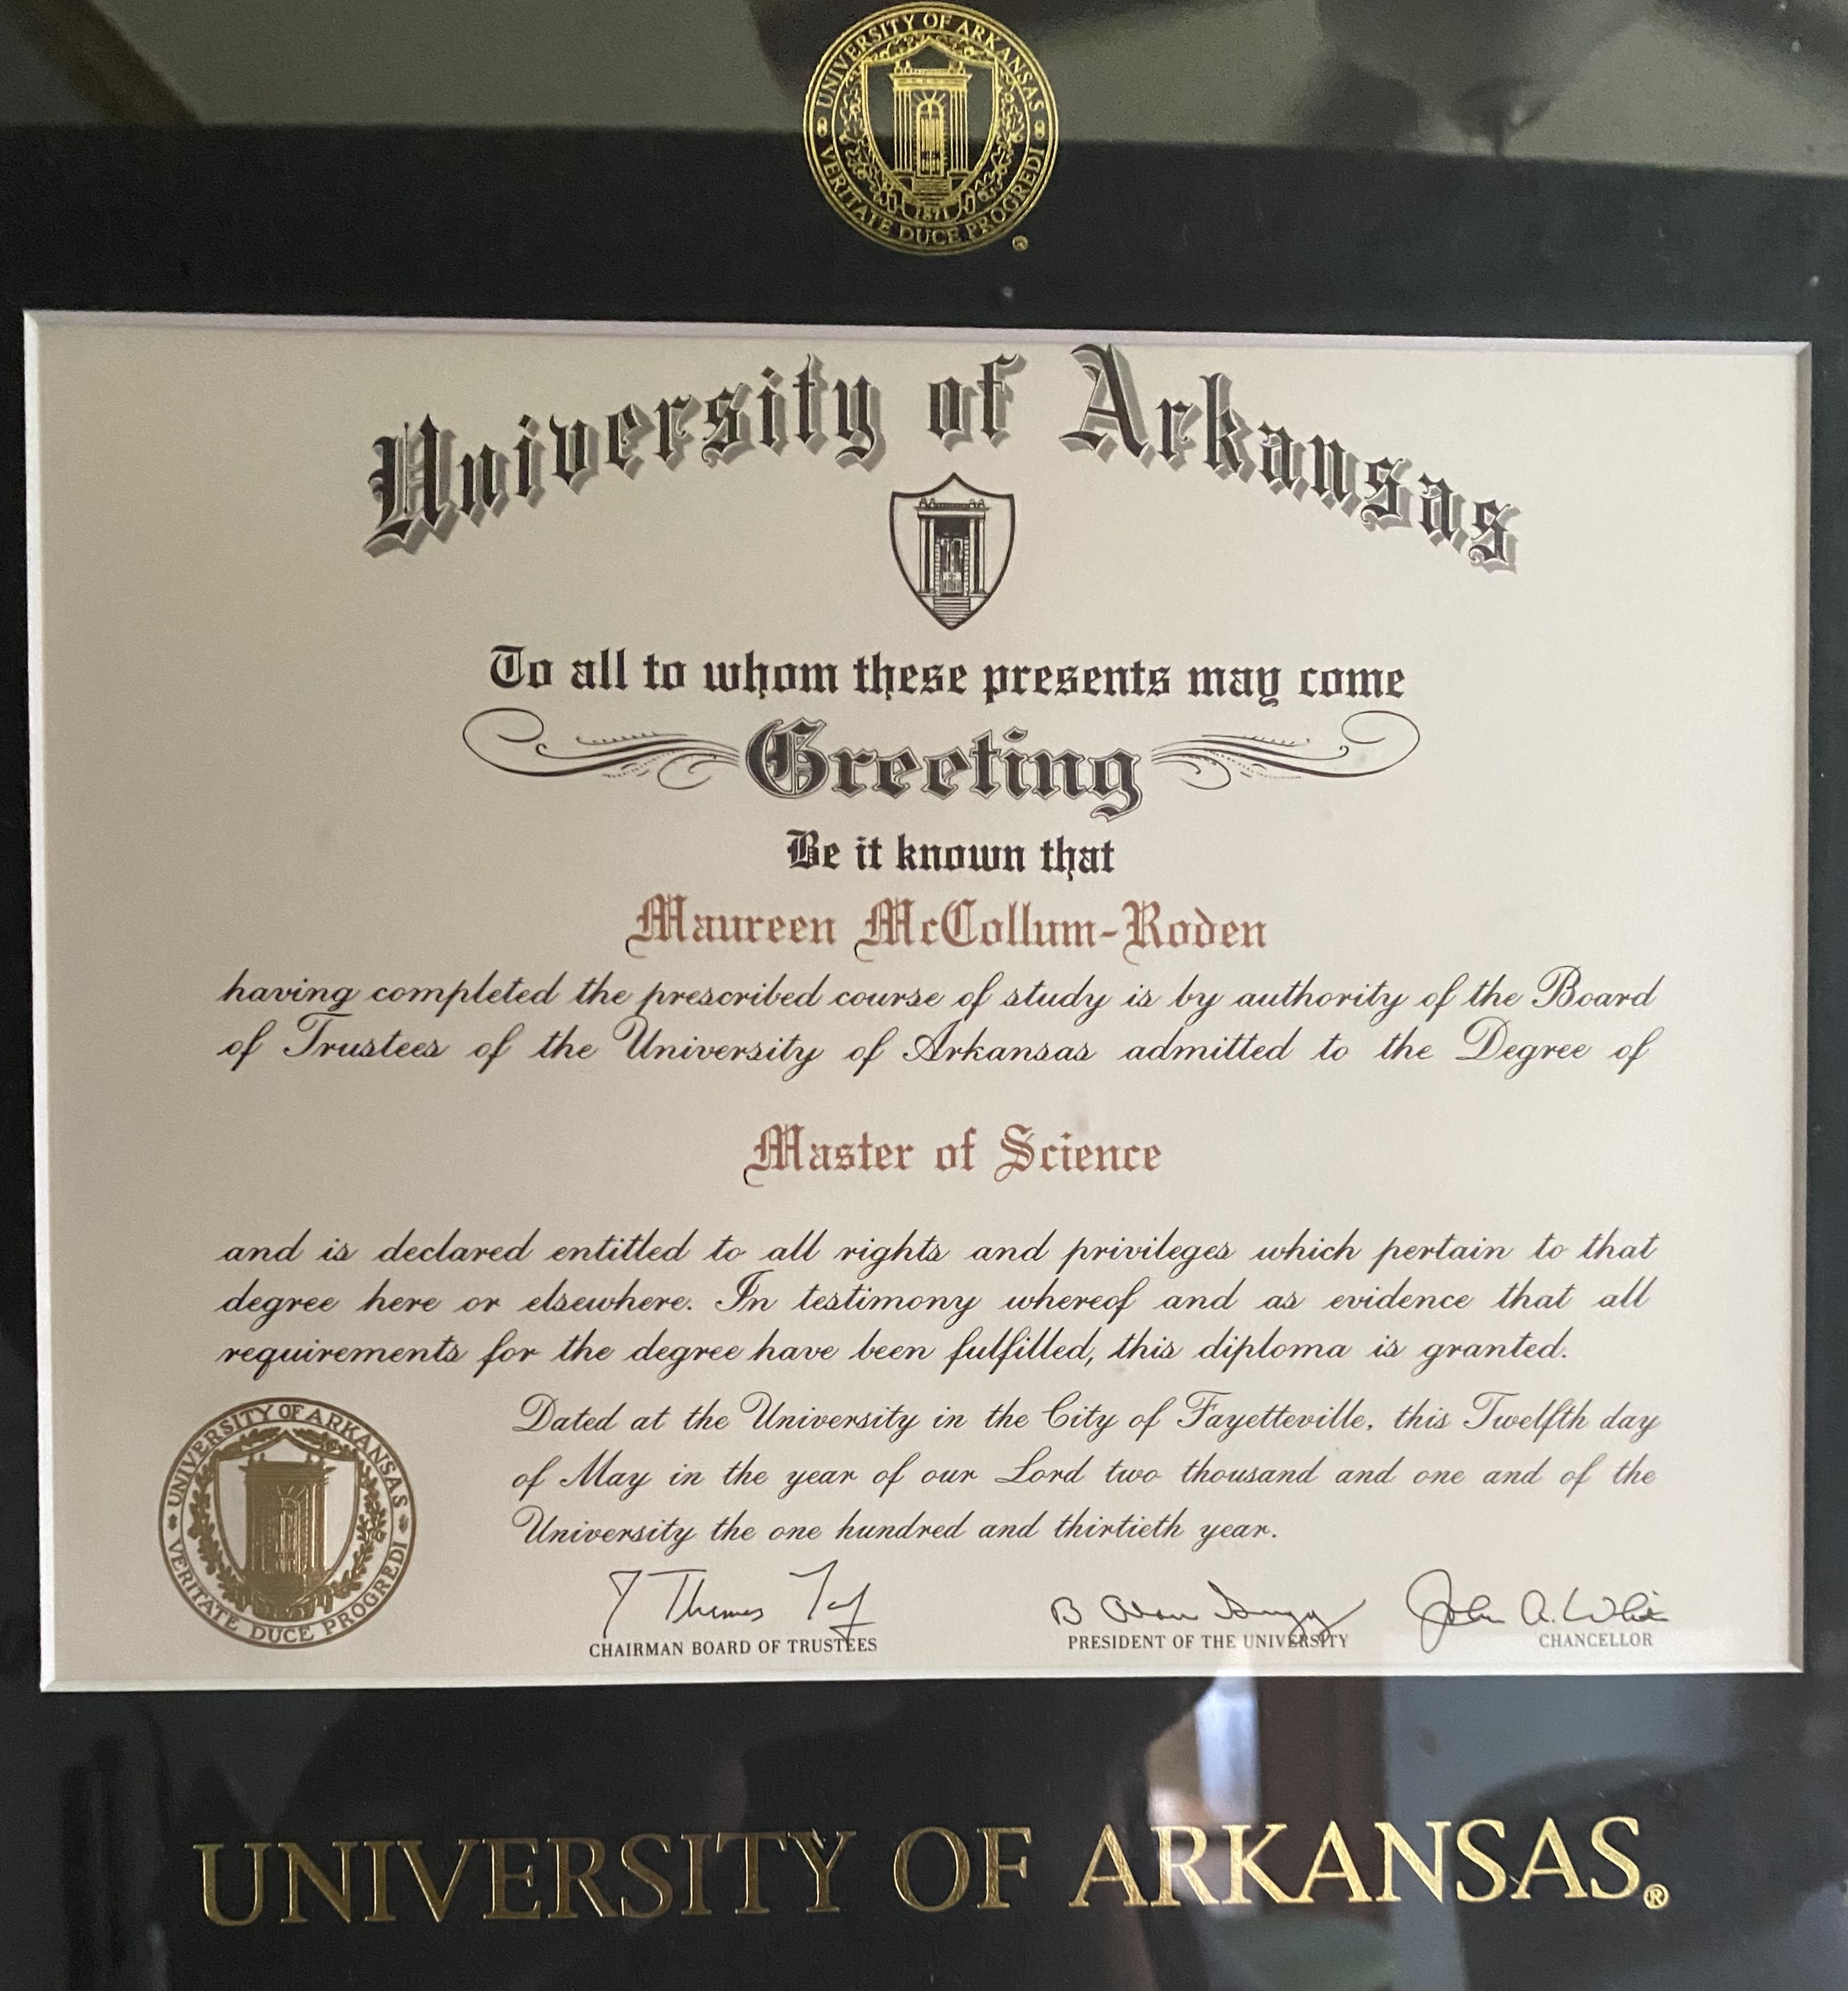 UNIVERSITY OF ARKANSAS
1871
VERITATE DUCE PROGREDI
®
University of Arkansas
To all to whom these presents may come
Greeting
Be it known that
Maureen McCollum-Roden
having completed the prescribed course of study is by authority of the Board
of Trustees of the University of Arkansas admitted to the Degree of
Master of Science
and is declared entitled to all rights and privileges which pertain to that
degree here or elsewhere. In testimony whereof and as evidence that all
requirements for the degree have been fulfilled, this diploma is granted.
Dated at the University in the City of Fayetteville, this Twelfth day
of May in the year of our Lord two thousand and one and of the
University the one hundred and thirtieth year.
UNIVERSITY OF ARKANSAS
VERITATE DUCE PROGREDI
Thomas
B Alan Sugg
John A. White
CHAIRMAN BOARD OF TRUSTEES
PRESIDENT OF THE UNIVERSITY
CHANCELLOR
UNIVERSITY OF ARKANSAS®